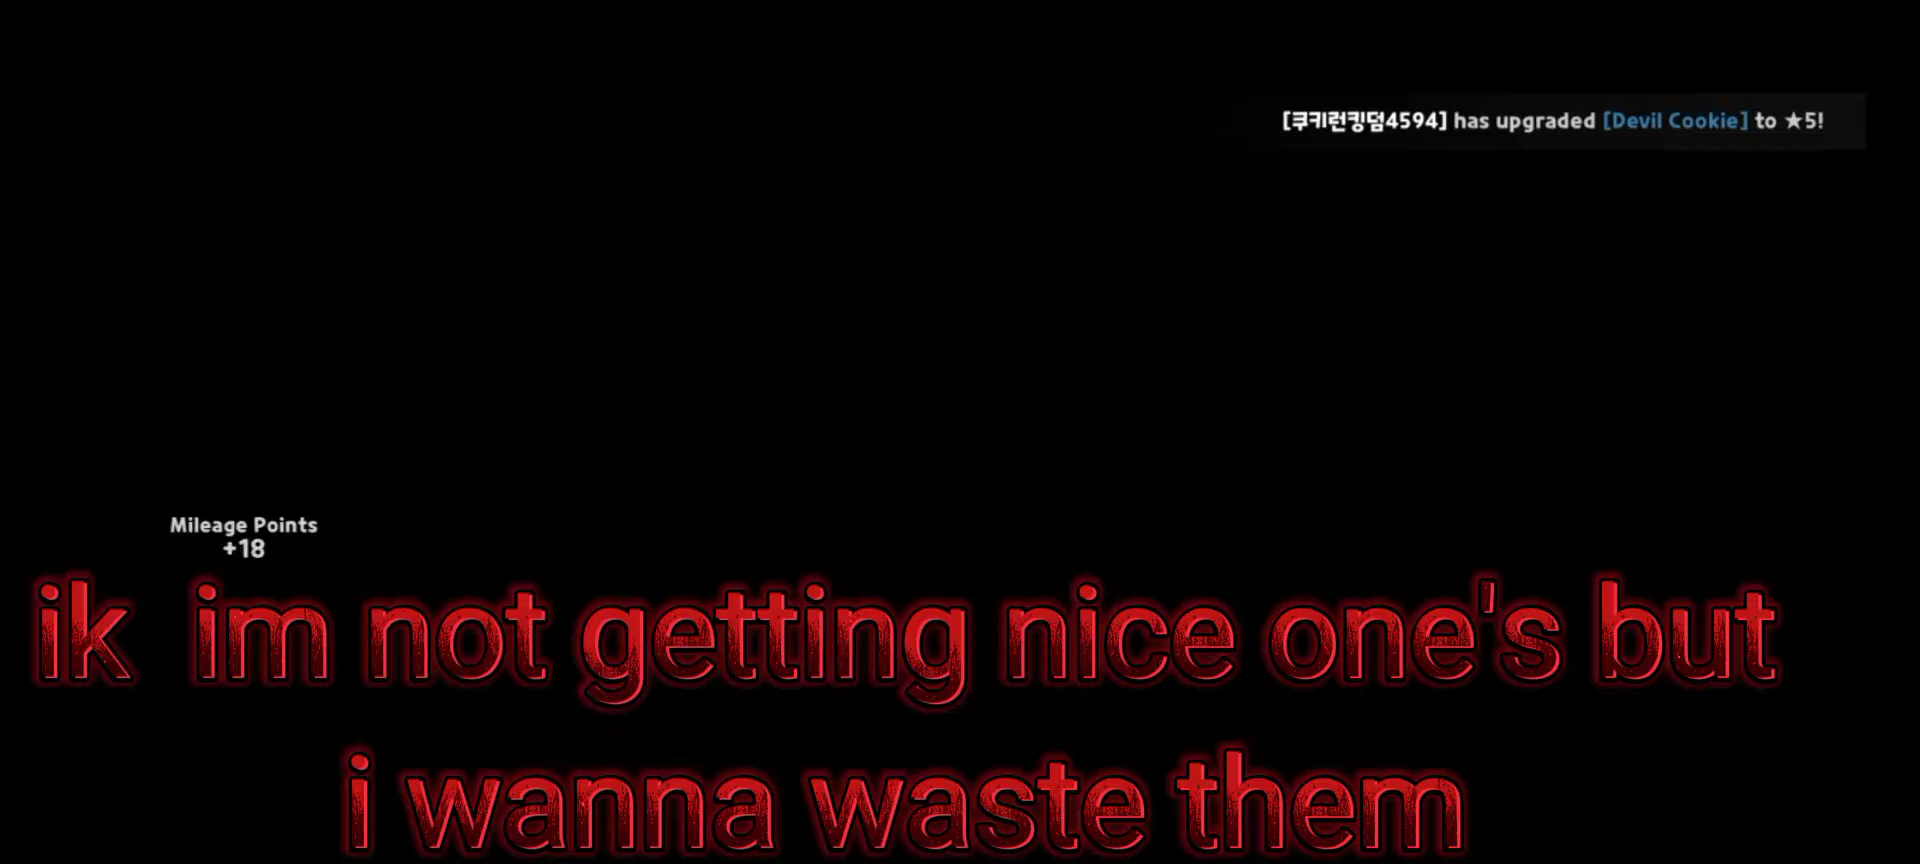 [쿠키런킹덤4594] has upgraded [Devil Cookie] to ★5!
Mileage Points
+18
ik im not getting nice one's but
i wanna waste them